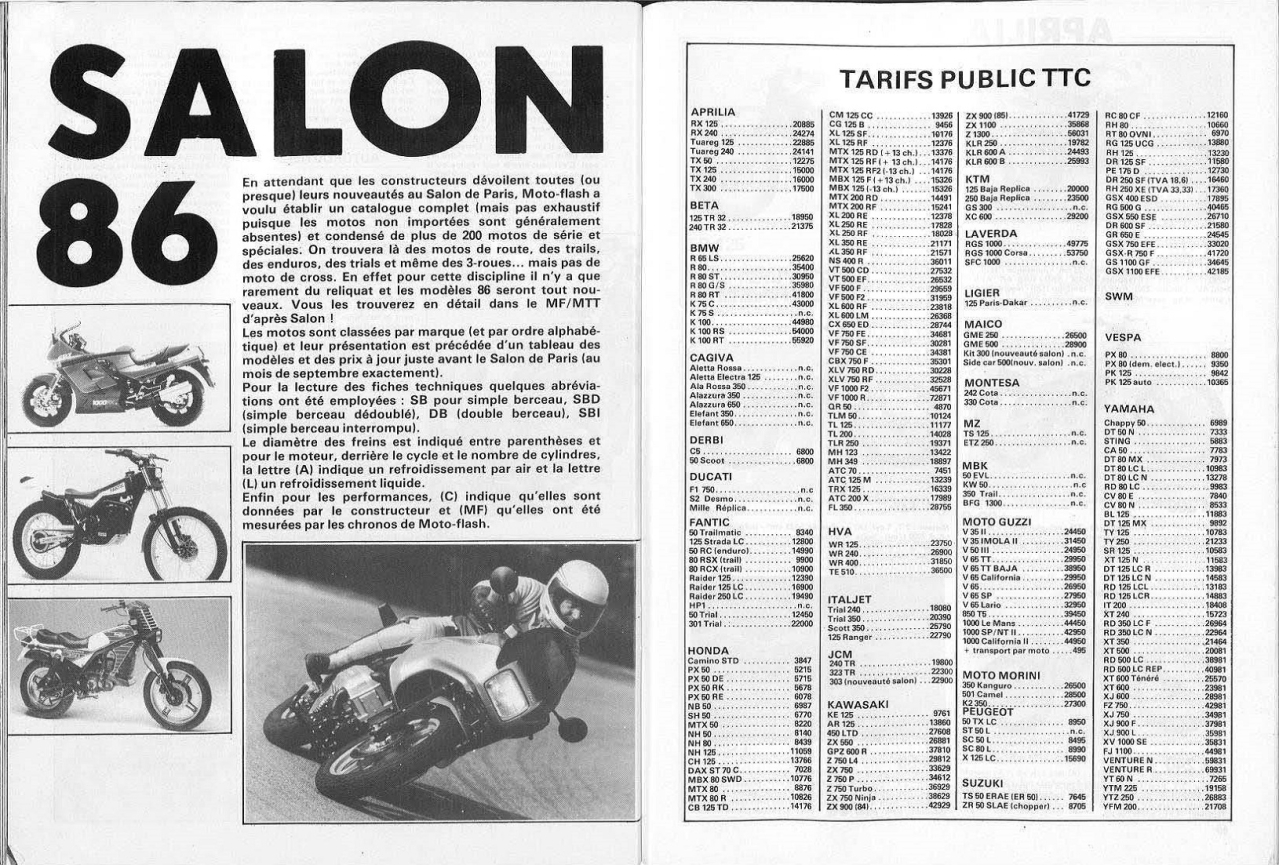 SALON
86
En attendant que les constructeurs dévoilent toutes (ou
presque) leurs nouveautés au Salon de Paris, Moto-flash a
voulu établir un catalogue complet (mais pas exhaustif
puisque les motos non importées sont généralement
absentes) et condensé de plus de 200 motos de série et
spéciales. On trouvera là des motos de route, des trails,
des enduros, des trials et même des 3-roues... mais pas de
moto de cross. En effet pour cette discipline il n'y a que
rarement du reliquat et les modèles 86 seront tout nou-
veaux. Vous les trouverez en détail dans le MF/MTT
d'après Salon !
Les motos sont classées par marque (et par ordre alphabé-
tique) et leur présentation est précédée d'un tableau des
modèles et des prix à jour juste avant le Salon de Paris (au
mois de septembre exactement).
Pour la lecture des fiches techniques quelques abrévia-
tions ont été employées : SB pour simple berceau, SBD
(simple berceau dédoublé), DB (double berceau), SBI
(simple berceau interrompu).
Le diamètre des freins est indiqué entre parenthèses et
pour le moteur, derrière le cycle et le nombre de cylindres,
la lettre (A) indique un refroidissement par air et la lettre
(L) un refroidissement liquide.
Enfin pour les performances, (C) indique qu'elles sont
données par le constructeur et (MF) qu'elles ont été
mesurées par les chronos de Moto-flash.
TARIFS PUBLIC TTC
APRILIA
RX 125 20885
RX 240 24274
Tuareg 125 22885
Tuareg 240 24141
TX 50 12275
TX 125 15000
TX 240 16000
TX 300 17500
BETA
125 TR 32 18950
240 TR 32 21375
BMW
R 65 LS 25620
R 80 35400
R 80 ST 30950
R 80 G/S 35980
R 80 RT 41800
K 75 C 43000
K 75 S n.c.
K 100 44980
K 100 RS 54000
K 100 RT 55920
CAGIVA
Aletta Rossa n.c.
Aletta Electra 125 n.c.
Ala Rossa 350 n.c.
Alazzura 350 n.c.
Alazzura 650 n.c.
Elefant 350 n.c.
Elefant 650 n.c.
DERBI
C5 6800
50 Scoot 6800
DUCATI
F1 750 n.c
S2 Desmo n.c.
Mille Réplica n.c.
FANTIC
50 Trailmatic 8340
125 Strada LC 12800
50 RC (enduro) 14990
80 RSX (trail) 9900
80 RCX (trail) 10900
Raider 125 12390
Raider 125 LC 16900
Raider 250 LC 19490
HP1 n.c.
50 Trial 12450
301 Trial 22000
HONDA
Camino STD 3847
PX 50 5215
PX 50 DE 5715
PX 50 RK 5678
PX 50 RE 6078
NB 50 6987
SH 50 6770
MTX 50 8220
NH 50 8140
NH 80 8439
NH 125 11059
CH 125 13766
DAX ST 70 C 7028
MBX 80 SWD 10776
MTX 80 8876
MTX 80 R 10826
CB 125 TD 14176
CM 125 CC 13926
CG 125 B 9456
XL 125 SF 16176
XL 125 RF 12376
MTX 125 RD (+ 13 ch.) 13376
MTX 125 RF (+ 13 ch.) 14176
MTX 125 RF2 (-13 ch.) 14176
MBX 125 F (+ 13 ch.) 15326
MBX 125 (-13 ch.) 15326
MTX 200 RD 14491
MTX 200 RF 15241
XL 200 RE 12378
XL 250 RE 17828
XL 250 RF 18028
XL 350 RE 21171
XL 350 RF 21571
NS 400 R 36011
VT 500 CD 27532
VT 500 EF 26532
VF 500 F 29559
VF 500 F2 31959
XL 600 RF 23818
XL 600 LM 26368
CX 650 ED 28744
VF 750 FE 34681
VF 750 SF 30281
VF 750 CE 34381
CBX 750 F 35301
XLV 750 RD 30228
XLV 750 RF 32528
VF 1000 F2 45671
VF 1000 R 72871
QR 50 4870
TLM 50 10124
TL 125 11177
TL 200 14028
TLR 250 19371
MH 123 13422
MH 349 18897
ATC 70 7451
ATC 125 M 13239
TRX 125 16339
ATC 200 X 17989
FL 350 28755
HVA
WR 125 23750
WR 240 26900
WR 400 31850
TE 510 36500
ITALJET
Trial 240 18080
Trial 350 20390
Scott 350 25790
125 Ranger 22790
JCM
240 TR 19800
323 TR 22300
303 (nouveauté salon) 22900
KAWASAKI
KE 125 9761
AR 125 13860
450 LTD 27608
ZX 550 26881
GPZ 600 R 37810
Z 750 L4 29812
ZX 750 33629
Z 750 P 34612
Z 750 Turbo 36929
ZX 750 Ninja 38629
ZX 900 (84) 42929
ZX 900 (85) 41729
ZX 1100 35868
Z 1300 56031
KLR 250 19782
KLR 600 A 24493
KLR 600 B 25993
KTM
125 Baja Replica 20000
250 Baja Replica 23500
GS 300 n.c.
XC 600 29200
LAVERDA
RGS 1000 49775
RGS 1000 Corsa 53750
SFC 1000 n.c.
LIGIER
125 Paris-Dakar n.c.
MAICO
GME 250 26500
GME 500 28900
Kit 300 (nouveauté salon) n.c.
Side car 500(nouv. salon) n.c.
MONTESA
242 Cota n.c.
330 Cota n.c.
MZ
TS 125 n.c.
ETZ 250 n.c.
MBK
50 EVL n.c.
KW 50 n.c.
350 Trail n.c.
BFG 1300 n.c.
MOTO GUZZI
V 35 II 24450
V 35 IMOLA II 31450
V 50 III 24950
V 65 TT 29950
V 65 TT BAJA 38950
V 65 California 29950
V 65 26950
V 65 SP 27950
V 65 Lario 32950
850 T5 39450
1000 Le Mans 44450
1000 SP/NT II 42950
1000 California II 44950
+ transport par moto 495
MOTO MORINI
350 Kanguro 26500
501 Camel 28500
K2 350 27300
PEUGEOT
50 TX LC 8950
ST 50 L n.c.
SC 50 L 8495
SC 80 L 8990
X 125 LC 15690
SUZUKI
TS 50 ERAE (ER 50) 7645
ZR 50 SLAE (chopper) 8705
RC 80 CF 12160
RH 80 10660
RT 80 OVNI 6970
RG 125 UCG 13880
RH 125 13230
DR 125 SF 11580
PE 175 D 12730
DR 250 SF (TVA 18,6) 16460
RH 250 XE (TVA 33,33) 17360
GSX 400 ESD 17895
RG 500 G 40465
GSX 550 ESE 26710
DR 600 SF 21580
GR 650 E 24545
GSX 750 EFE 33020
GSX-R 750 F 41720
GS 1100 GF 34645
GSX 1100 EFE 42185
SWM
VESPA
PX 80 8800
PX 80 (dem. elect.) 9350
PK 125 9842
PK 125 auto 10365
YAMAHA
Chappy 50 6989
DT 50 N 7333
STING 5883
CA 50 7783
DT 80 MX 7973
DT 80 LC L 10983
DT 80 LC N 13278
RD 80 LC 9983
CV 80 E 7840
CV 80 N 8533
BL 125 11883
DT 125 MX 9892
TY 125 10783
TY 250 21233
SR 125 10583
XT 125 N 11583
DT 125 LC R 13983
DT 125 LC N 14583
RD 125 LCL 13183
RD 125 LCR 14883
IT 200 18408
XT 240 15723
RD 350 LC F 26964
RD 350 LC N 22964
XT 350 21464
XT 500 20081
RD 500 LC 38981
RD 500 LC REP 40981
XT 600 Ténéré 25570
XT 600 23981
XJ 600 28981
FZ 750 42981
XJ 750 34981
XJ 900 F 37981
XJ 900 L 35981
XV 1000 SE 35831
FJ 1100 44981
VENTURE N 59831
VENTURE R 69931
YT 60 N 7265
YTM 225 19158
YTZ 250 26883
YFM 200 21708